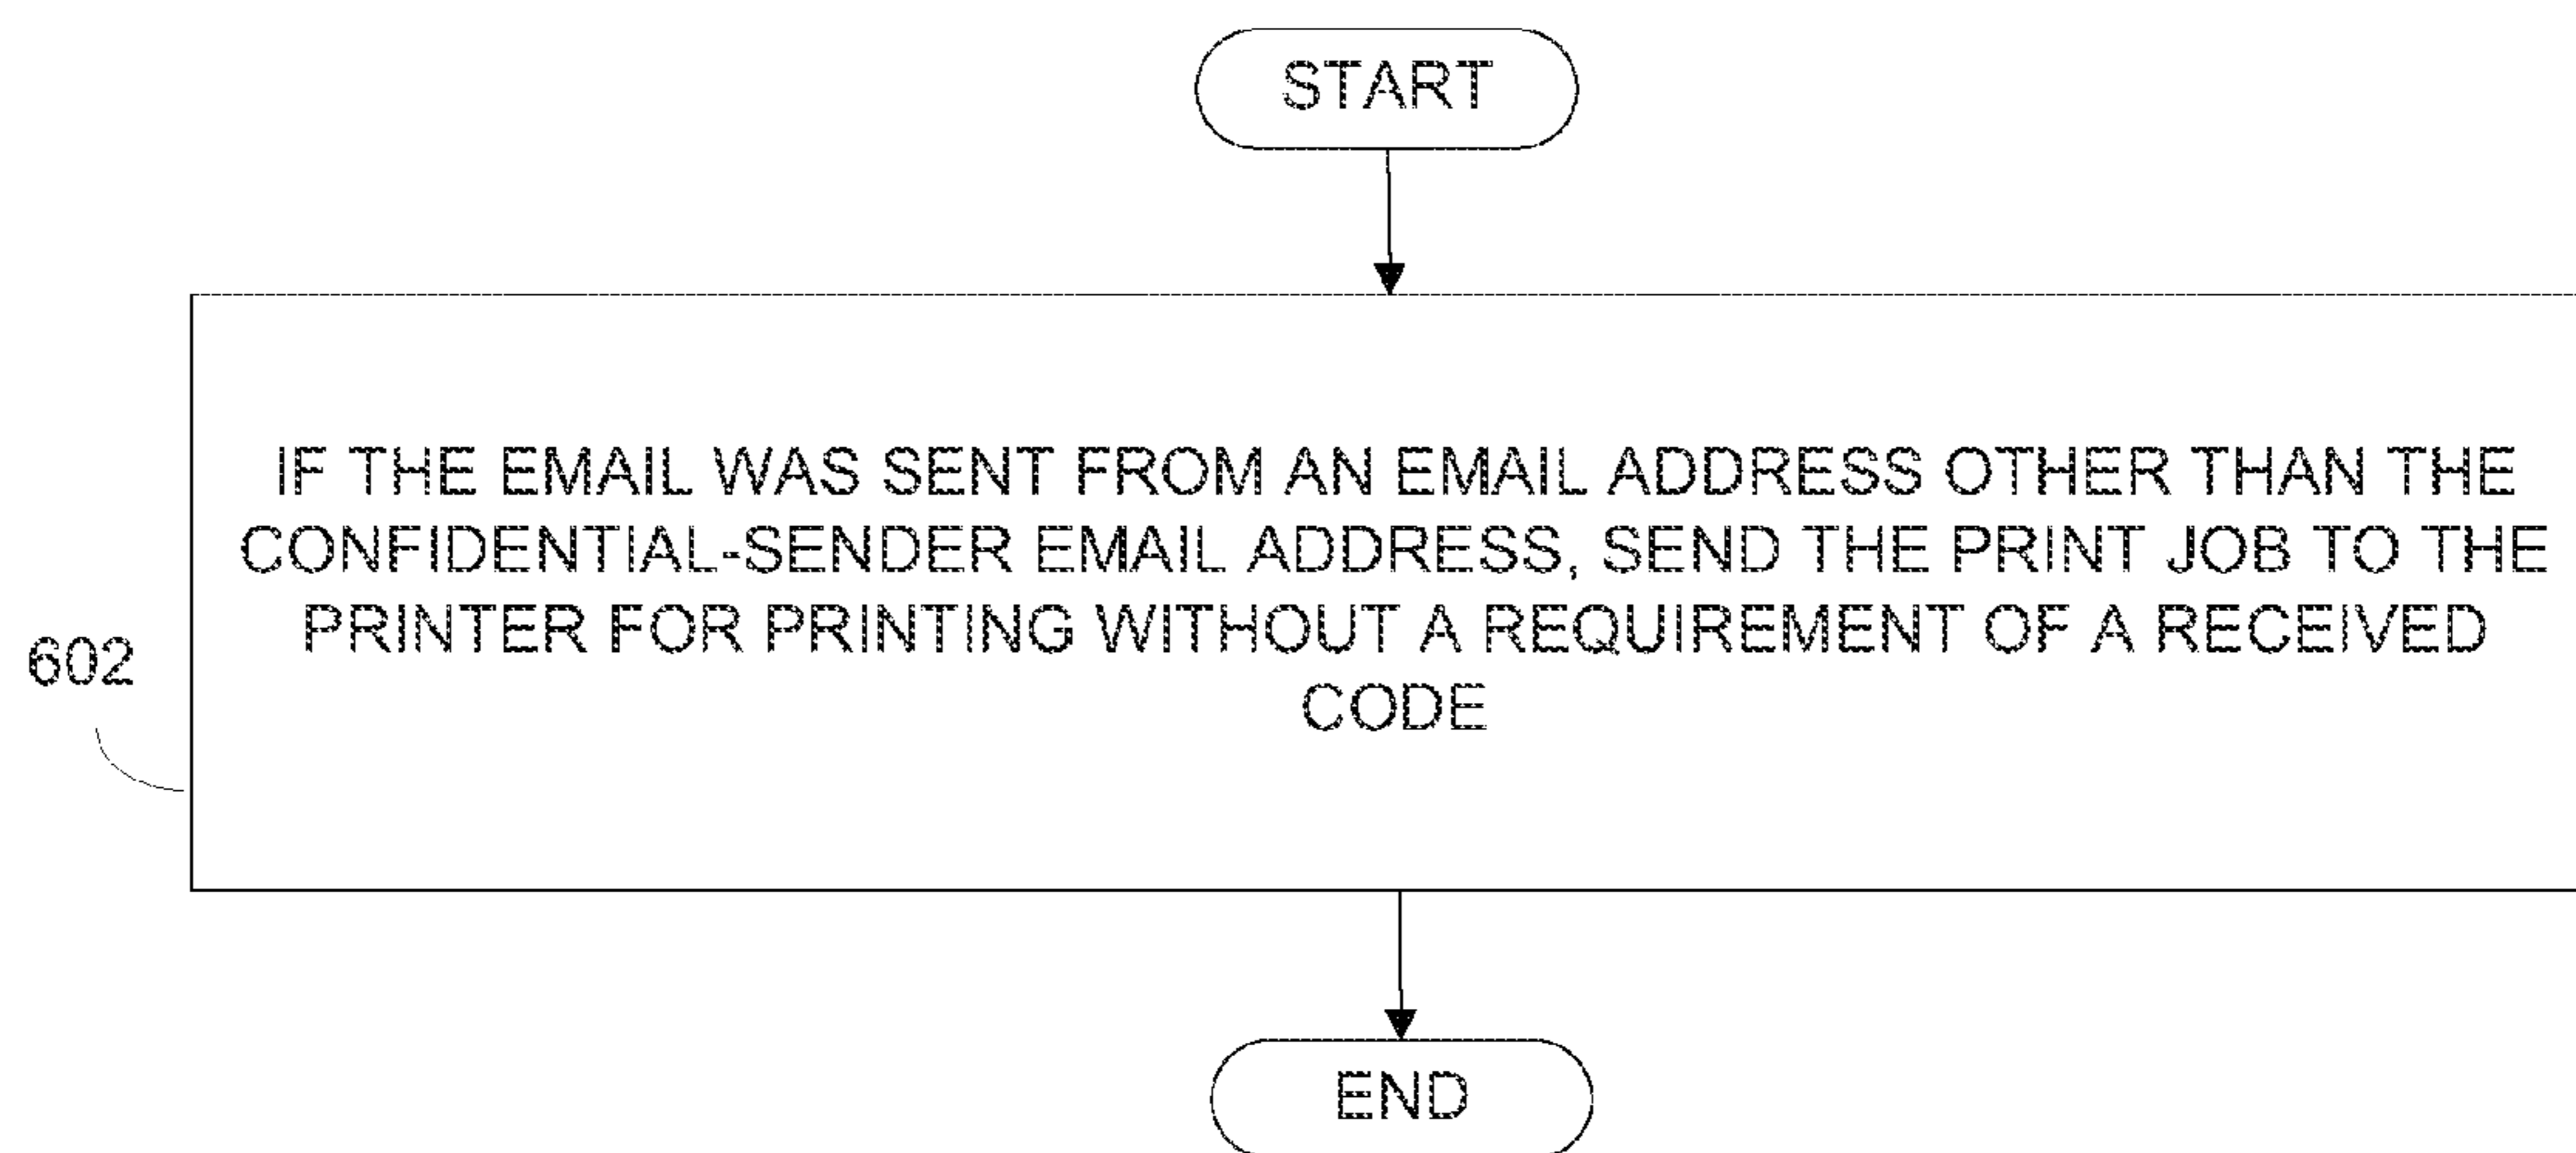 START
IF THE EMAIL WAS SENT FROM AN EMAIL ADDRESS OTHER THAN THE
CONFIDENTIAL-SENDER EMAIL ADDRESS, SEND THE PRINT JOB TO THE
PRINTER FOR PRINTING WITHOUT A REQUIREMENT OF A RECEIVED
CODE
602
END